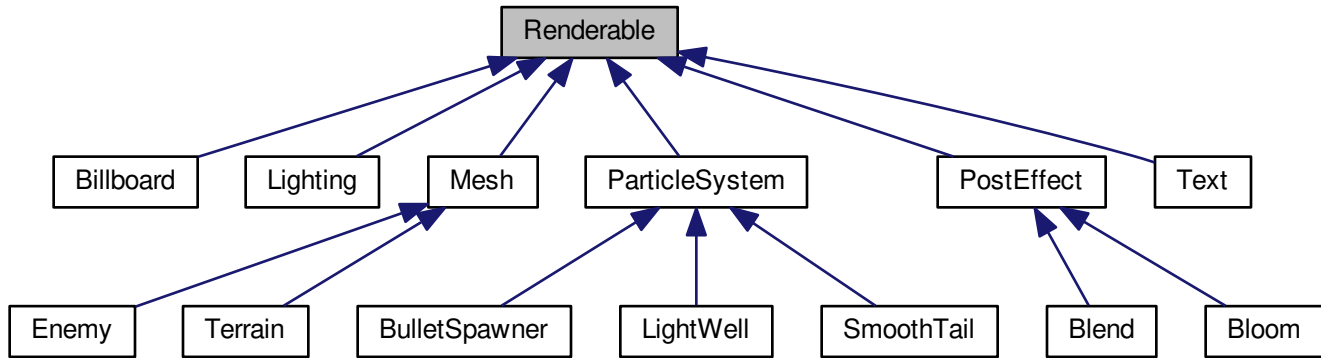 Renderable
Billboard
Lighting
Mesh
ParticleSystem
PostEffect
Text
Enemy
Terrain
BulletSpawner
LightWell
SmoothTail
Blend
Bloom